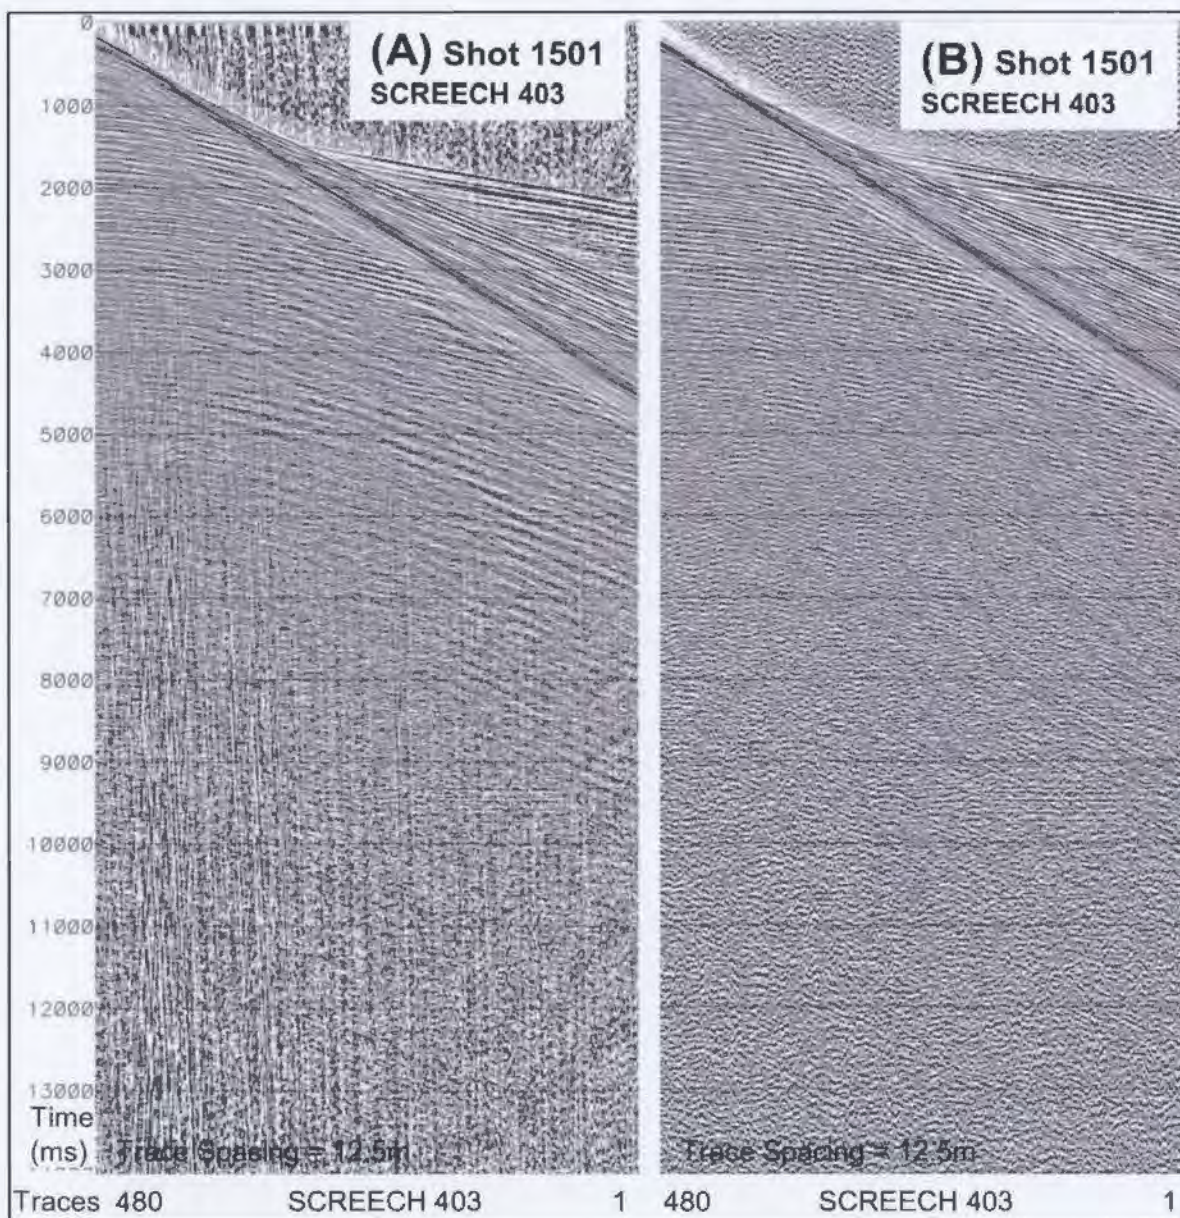 (A) Shot 1501
SCREECH 403
(B) Shot 1501
SCREECH 403
0
1000
2000
3000
4000
5000
6000
7000
8000
9000
10000
11000
12000
13000
Time
(ms)
Trace Spacing = 12.5m
Trace Spacing = 12.5m
Traces 480 SCREECH 403 1
480 SCREECH 403 1